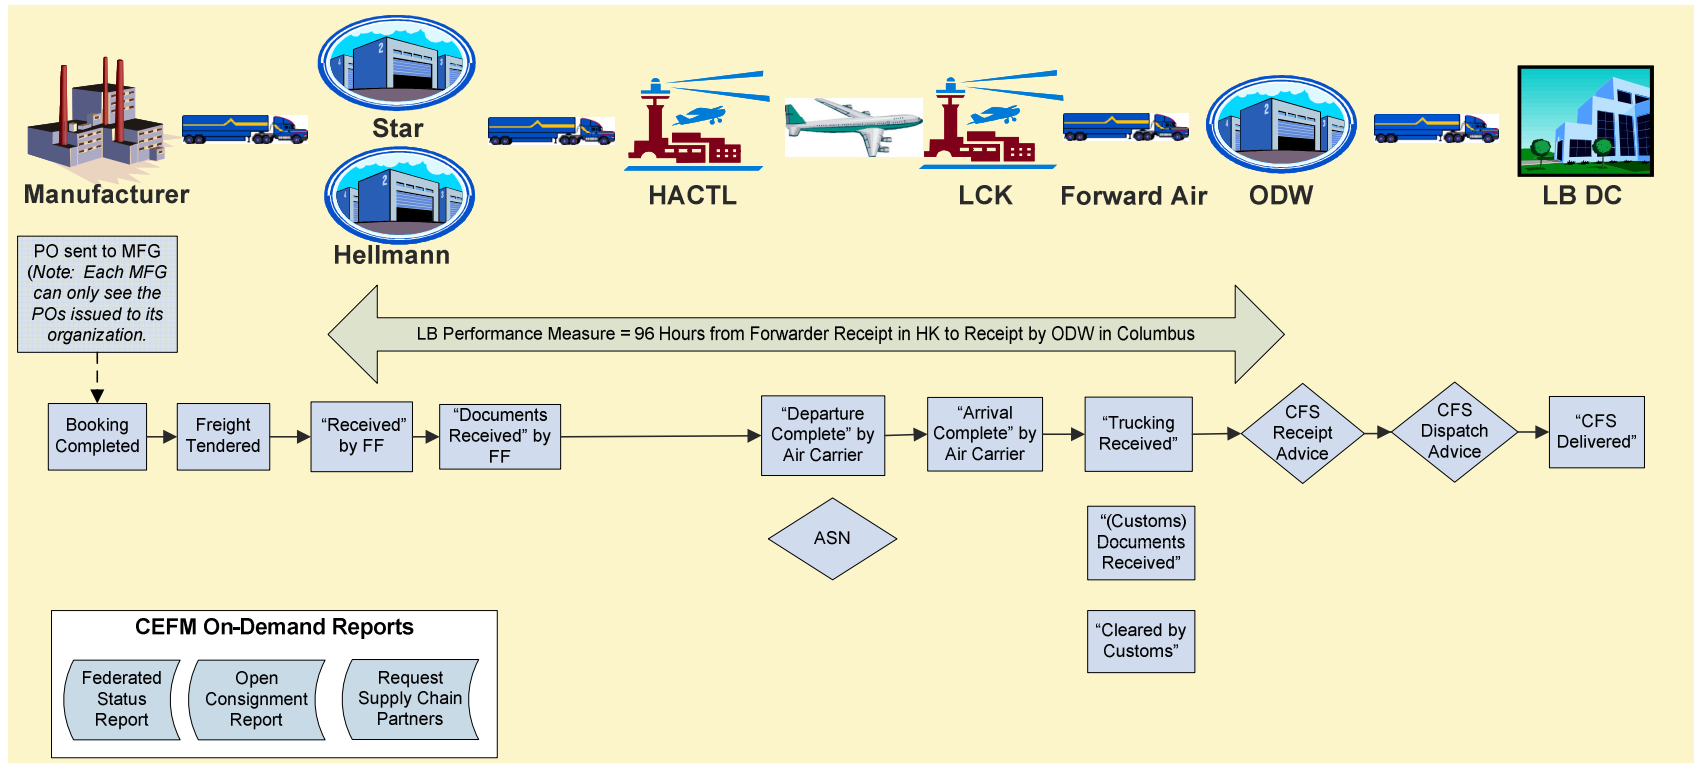 Manufacturer
Star
Hellmann
HACTL
LCK
Forward Air
ODW
LB DC
PO sent to MFG
(Note:  Each MFG
can only see the
POs issued to its
organization.
LB Performance Measure = 96 Hours from Forwarder Receipt in HK to Receipt by ODW in Columbus
Booking
Completed
Freight
Tendered
“Received”
by FF
“Documents
Received” by
FF
“Departure
Complete” by
Air Carrier
“Arrival
Complete” by
Air Carrier
“Trucking
Received”
CFS
Receipt
Advice
CFS
Dispatch
Advice
“CFS
Delivered”
ASN
“(Customs)
Documents
Received”
“Cleared by
Customs”
CEFM On-Demand Reports
Federated
Status
Report
Open
Consignment
Report
Request
Supply Chain
Partners